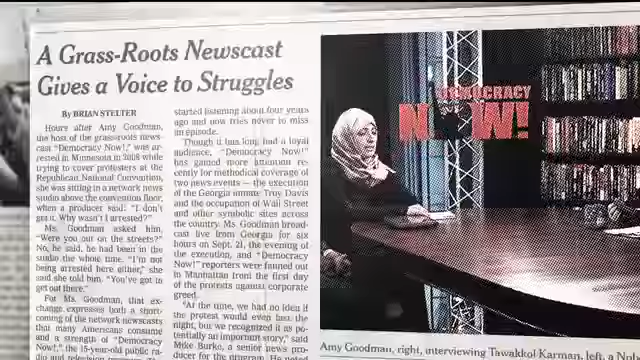 A Grass-Roots Newscast
Gives a Voice to Struggles
By BRIAN STELTER
Hours after Amy Goodman,
the host of the grassroots news-
cast "Democracy Now!," was ar-
rested in Minnesota in 2008 while
trying to cover protesters at the
Republican National Convention,
she was sitting in a network news
studio above the convention floor,
when a producer said: "I don't
get it. Why wasn't I arrested?"
Ms. Goodman asked him,
"Were you out on the streets?"
No, he said, he had been in the
studio the whole time. "I'm not
being arrested here either," she
said she told him. "You've got to
get out there."
For Ms. Goodman, that ex-
change expresses both a short-
coming of the network newscasts
that many Americans consume
and a strength of "Democracy
Now!," the 15-year-old public ra-
dio and television program. The
started listening about four years
ago and now tries never to miss
an episode.
Though it has long had a loyal
audience, "Democracy Now!"
has gained more attention re-
cently for methodical coverage of
two news events — the execution
of the Georgia inmate Troy Davis
and the occupation of Wall Street
and other symbolic sites across
the country. Ms. Goodman broad-
cast live from Georgia for six
hours on Sept. 21, the evening of
the execution, and "Democracy
Now!" reporters were fanned out
in Manhattan from the first day
of the protests against corporate
greed.
"At the time, we had no idea if
the protest would even last the
night, but we recognized it as po-
tentially an important story," said
Mike Burke, a senior news pro-
ducer for the program. He noted
DEMOCRACY
NOW!
Amy Goodman, right, interviewing Tawakkol Karman, left, a